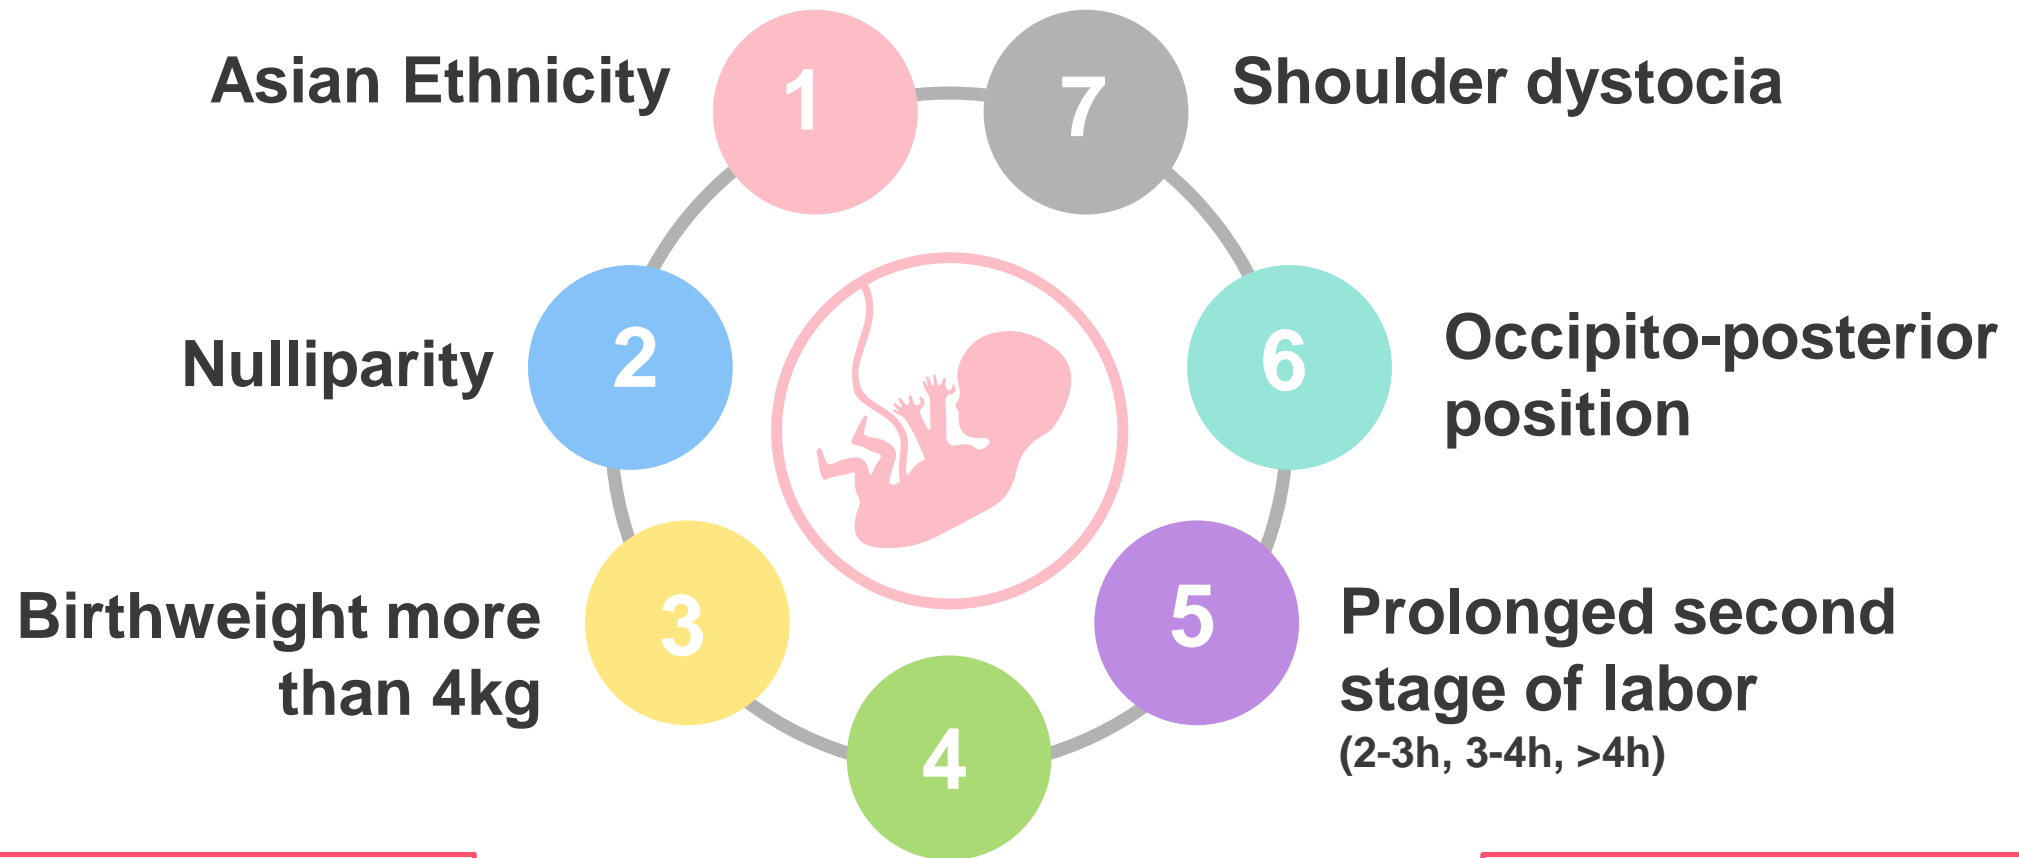 Asian Ethnicity
1
7
Shoulder dystocia
Nulliparity
2
6
Occipito-posterior
position
Birthweight more
than 4kg
3
5
Prolonged second
stage of labor
(2-3h, 3-4h, >4h)
4